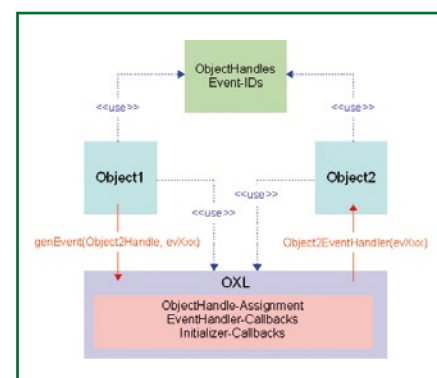 ObjectHandles
Event-IDs
<<use>>
<<use>>
Object1
Object2
<<use>>
<<use>>
genEvent(Object2Handle, evXxx)
Object2EventHandler(evXxx)
OXL
ObjectHandle-Assignment
EventHandler-Callbacks
Initializer-Callbacks